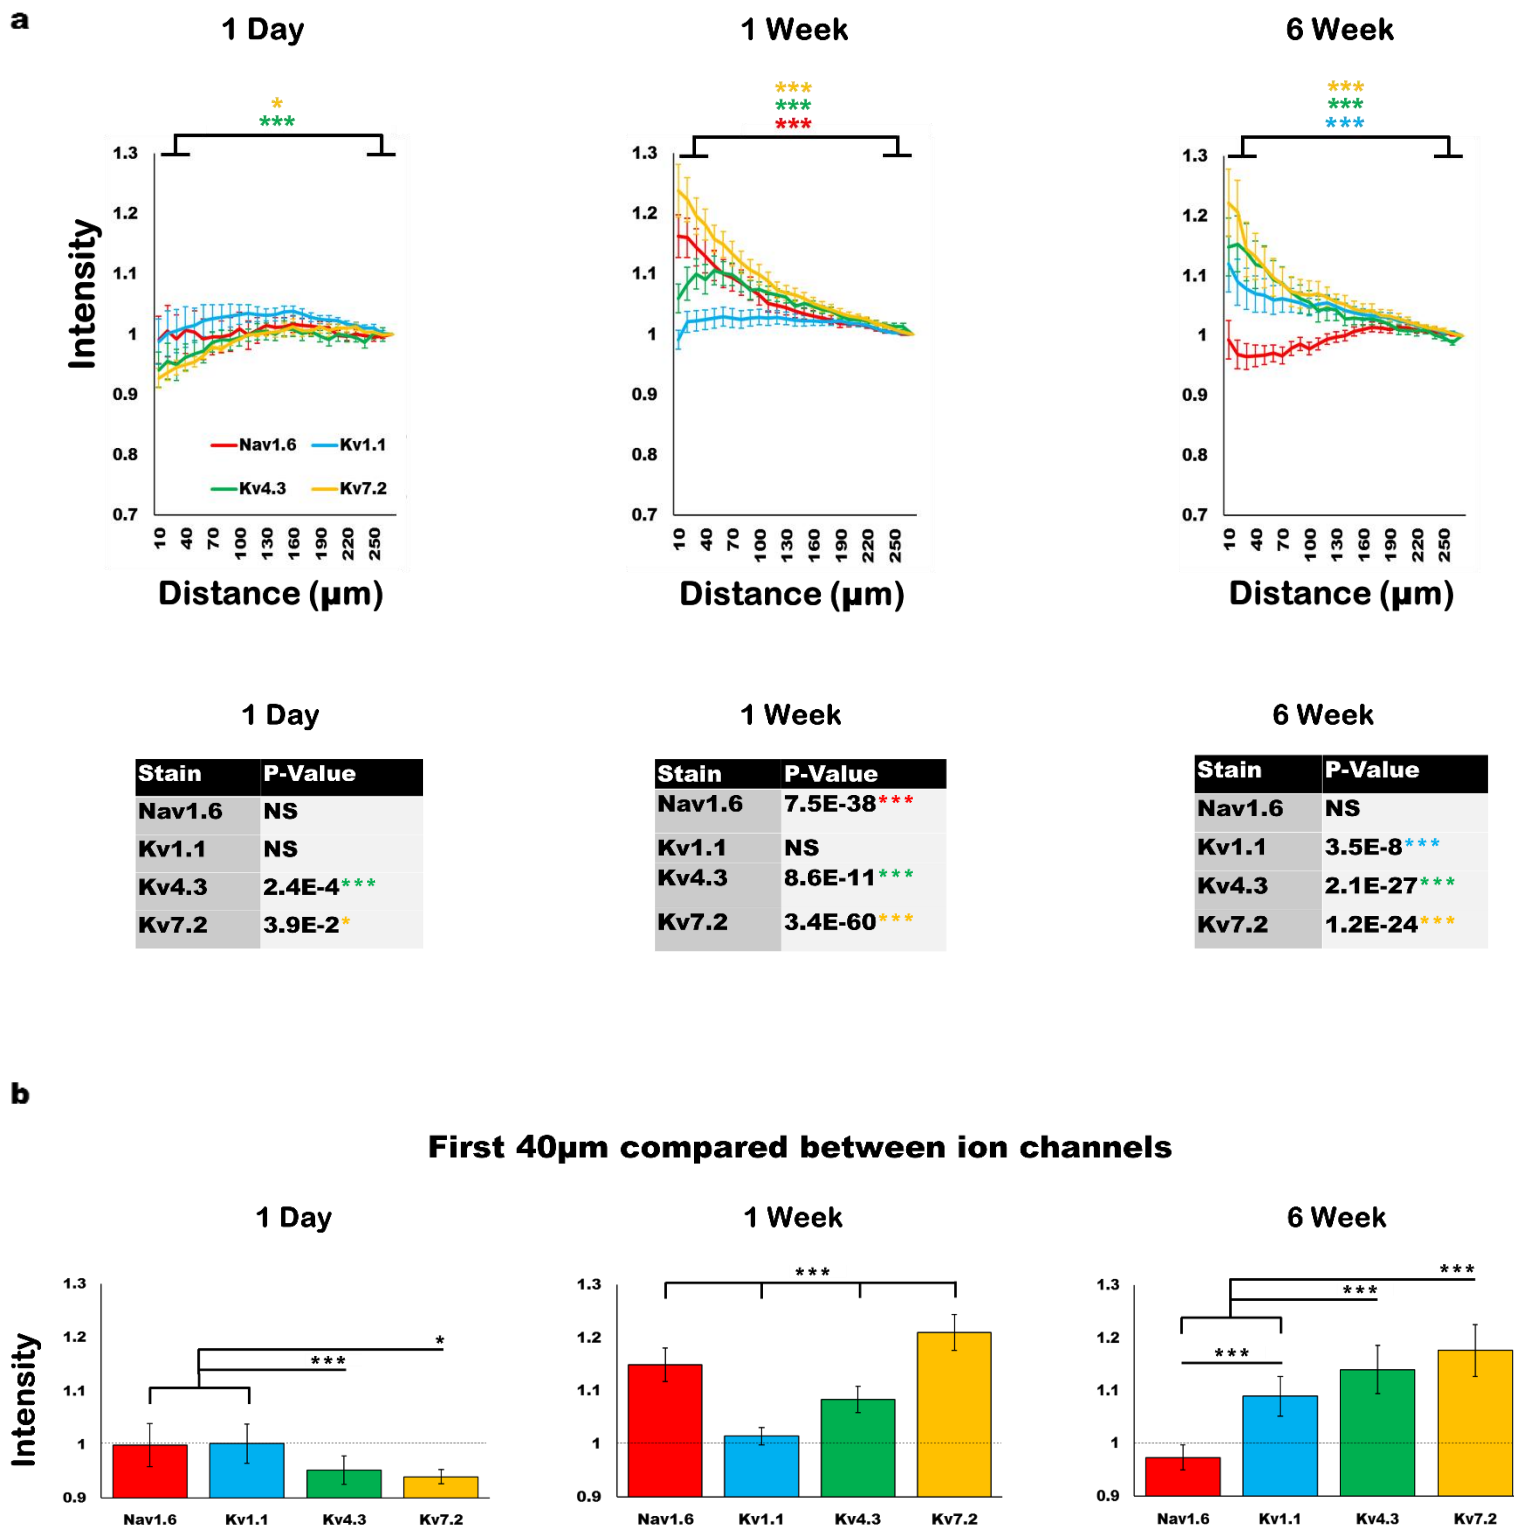 a
1 Day
1 Week
6 Week
*
***
***
***
***
***
***
***
Intensity
1.3
1.2
1.1
1
0.9
0.8
0.7
Nav1.6
Kv1.1
Kv4.3
Kv7.2
10 40 70 100 130 160 190 220 250
Distance (μm)
1.3
1.2
1.1
1
0.9
0.8
0.7
10 40 70 100 130 160 190 220 250
Distance (μm)
1.3
1.2
1.1
1
0.9
0.8
0.7
10 40 70 100 130 160 190 220 250
Distance (μm)
1 Day
Stain P-Value
Nav1.6 NS
Kv1.1 NS
Kv4.3 2.4E-4***
Kv7.2 3.9E-2*
1 Week
Stain P-Value
Nav1.6 7.5E-38***
Kv1.1 NS
Kv4.3 8.6E-11***
Kv7.2 3.4E-60***
6 Week
Stain P-Value
Nav1.6 NS
Kv1.1 3.5E-8***
Kv4.3 2.1E-27***
Kv7.2 1.2E-24***
b
First 40μm compared between ion channels
1 Day
Intensity
1.3
1.2
1.1
1
0.9
*
***
Nav1.6 Kv1.1 Kv4.3 Kv7.2
1 Week
1.3
1.2
1.1
1
0.9
***
Nav1.6 Kv1.1 Kv4.3 Kv7.2
6 Week
1.3
1.2
1.1
1
0.9
***
***
***
Nav1.6 Kv1.1 Kv4.3 Kv7.2